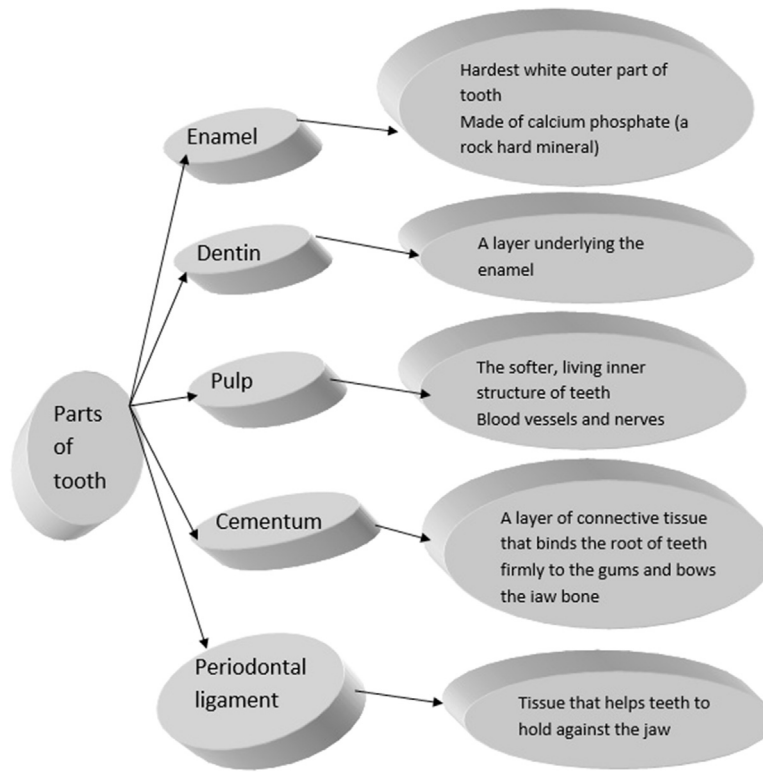 Parts
of
tooth
Enamel
Hardest white outer part of
tooth
Made of calcium phosphate (a
rock hard mineral)
Dentin
A layer underlying the
enamel
Pulp
The softer, living inner
structure of teeth
Blood vessels and nerves
Cementum
A layer of connective tissue
that binds the root of teeth
firmly to the gums and bows
the iaw bone
Periodontal
ligament
Tissue that helps teeth to
hold against the jaw